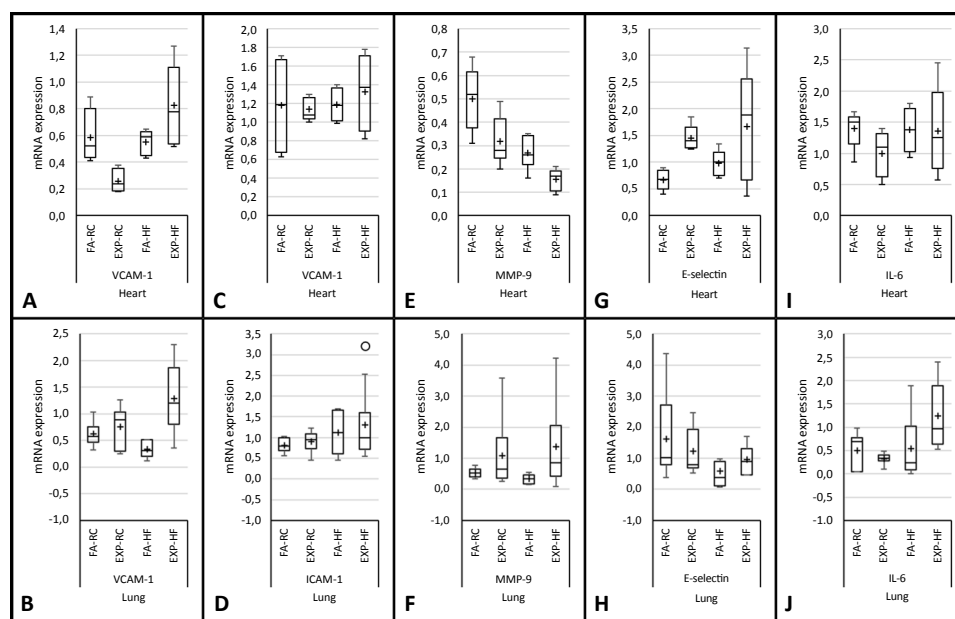 mRNA expression
1,4
1,2
1,0
0,8
0,6
0,4
0,2
0,0
FA-RC
EXP-RC
FA-HF
EXP-HF
VCAM-1
Heart
A
mRNA expression
2.0
1.8
1.6
1.4
1.2
1.0
0,8
0,6
0,4
0,2
0,0
FA-RC
EXP-RC
FA-HF
EXP-HF
VCAM-1
Heart
C
mRNA expression
0,8
0,7
0,6
0,5
0,4
0,3
0,2
0,1
0,0
FA-RC
EXP-RC
FA-HF
EXP-HF
MMP-9
Heart
E
mRNA expression
3,5
3,0
2,5
2,0
1,5
1,0
0,5
0,0
FA-RC
EXP-RC
FA-HF
EXP-HF
E-selectin
Heart
G
mRNA expression
3,0
2,5
2,0
1,5
1,0
0,5
0,0
FA-RC
EXP-RC
FA-HF
EXP-HF
IL-6
Heart
I
mRNA expression
2,5
2,0
1,5
1,0
0,5
0,0
-0,5
-1,0
FA-RC
EXP-RC
FA-HF
EXP-HF
VCAM-1
Lung
B
mRNA expression
3,5
3,0
2,5
2,0
1,5
1,0
0,5
0,0
-0,5
-1,0
FA-RC
EXP-RC
FA-HF
EXP-HF
ICAM-1
Lung
D
mRNA expression
5,0
4,0
3,0
2,0
1,0
0,0
-1,0
FA-RC
EXP-RC
FA-HF
EXP-HF
MMP-9
Lung
F
mRNA expression
5,0
4,0
3,0
2,0
1,0
0,0
-1,0
FA-RC
EXP-RC
FA-HF
EXP-HF
E-selectin
Lung
H
mRNA expression
3,0
2,5
2,0
1,5
1,0
0,5
0,0
-0,5
-1.0
FA-RC
EXP-RC
FA-HF
EXP-HF
IL-6
Lung
J